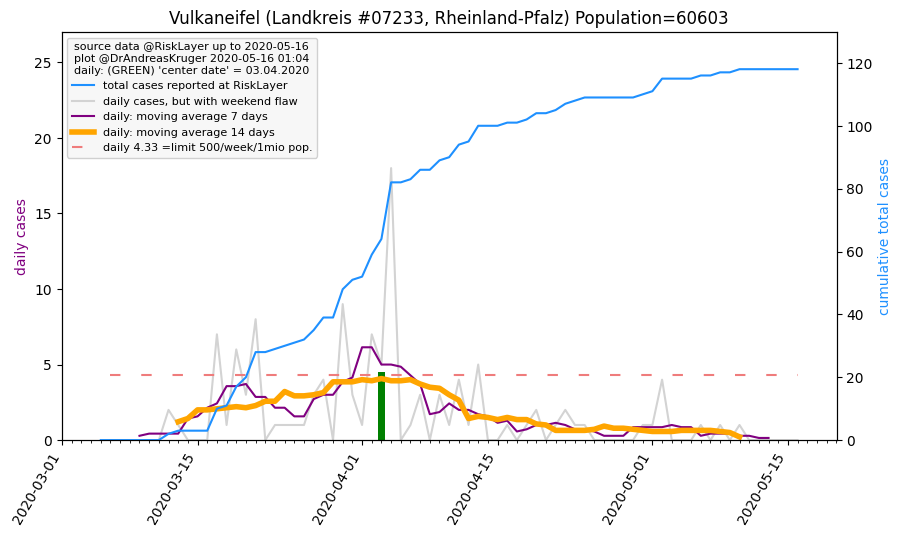 Vulkaneifel (Landkreis #07233, Rheinland-Pfalz) Population=60603
source data @RiskLayer up to 2020-05-16
plot @DrAndreasKruger 2020-05-16 01:04
daily: (GREEN) 'center date' = 03.04.2020
total cases reported at RiskLayer
daily cases, but with weekend flaw
daily: moving average 7 days
daily: moving average 14 days
daily 4.33 =limit 500/week/1mio pop.
daily cases
25
20
15
10
5
0
cumulative total cases
120
100
80
60
40
20
0
2020-03-01
2020-03-15
2020-04-01
2020-04-15
2020-05-01
2020-05-15